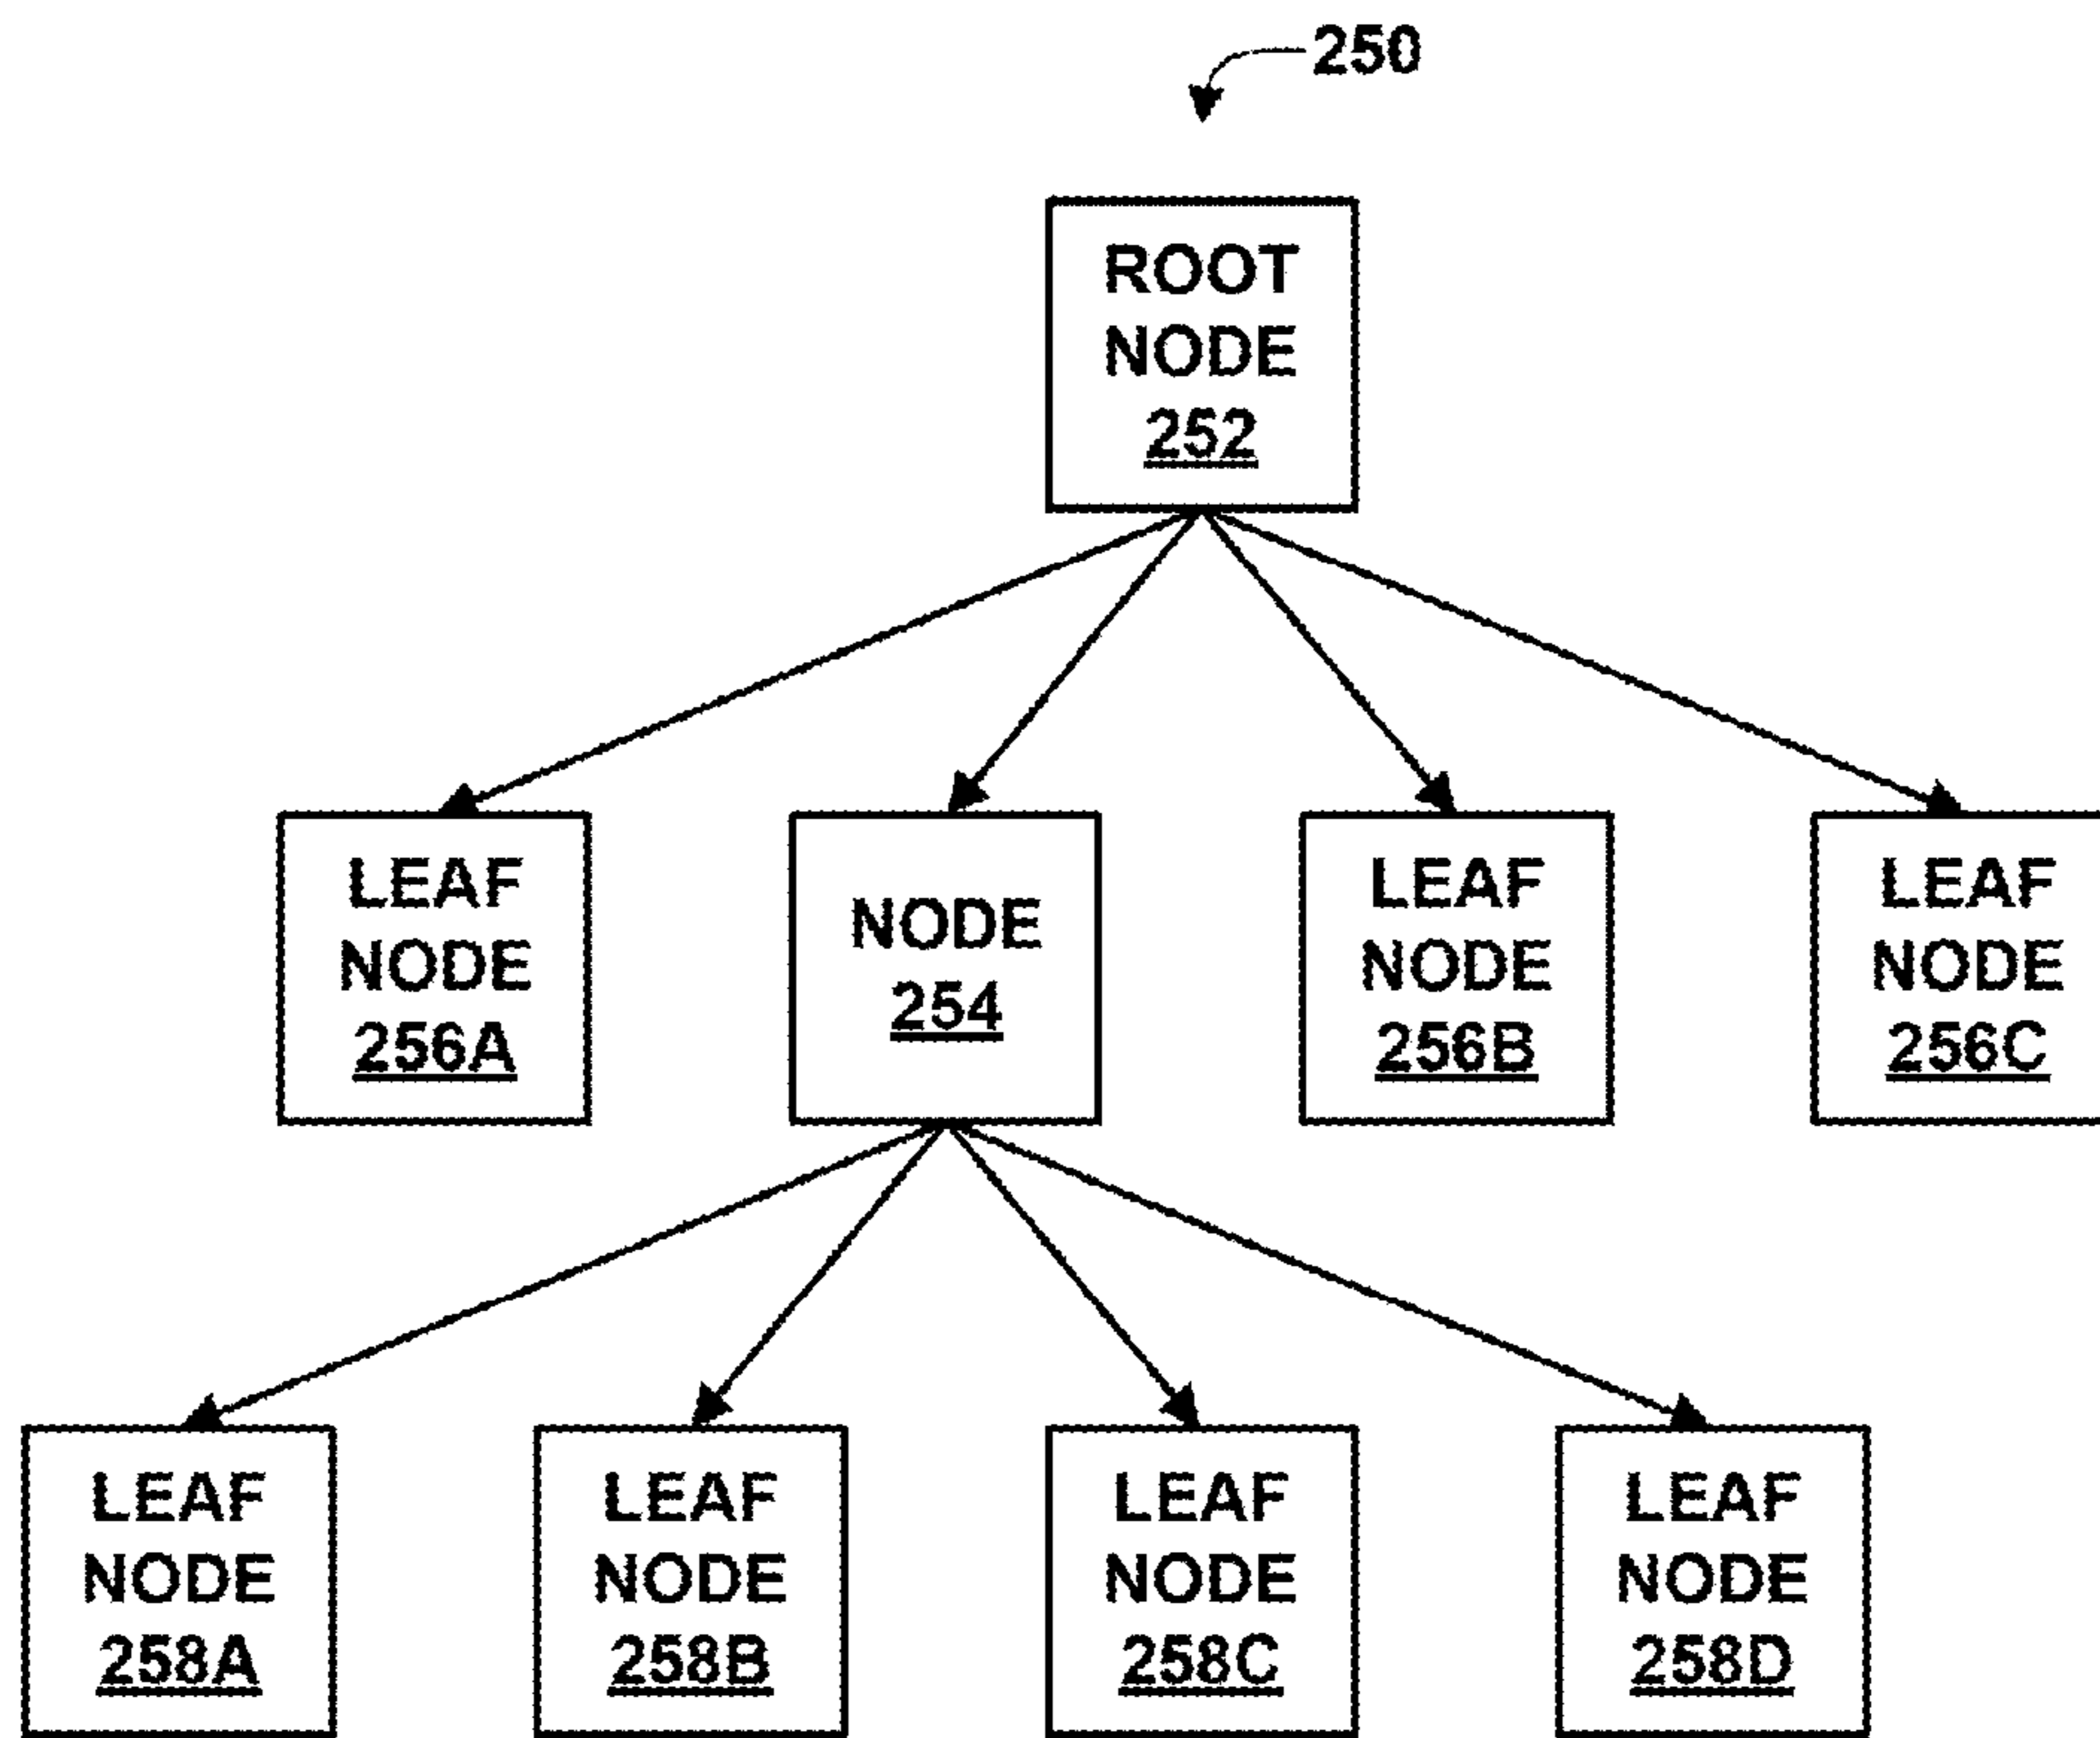 250
ROOT
NODE
252
LEAF
NODE
256A
NODE
254
LEAF
NODE
256B
LEAF
NODE
256C
LEAF
NODE
258A
LEAF
NODE
258B
LEAF
NODE
258C
LEAF
NODE
258D